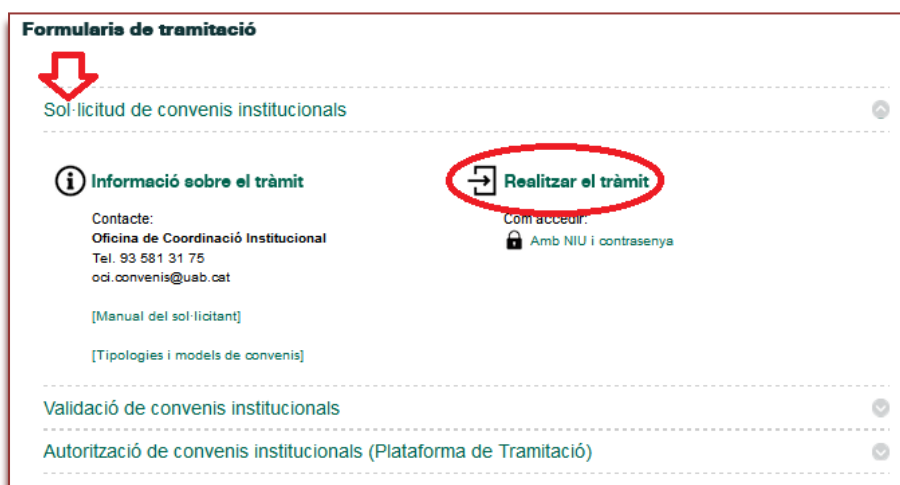 Formularis de tramitació
Sol·licitud de convenis institucionals
Informació sobre el tràmit
Realitzar el tràmit
Contacte:
Oficina de Coordinació Institucional
Tel. 93 581 31 75
oci.convenis@uab.cat
Com accedir:
Amb NIU i contrasenya
[Manual del sol·licitant]
[Tipologies i models de convenis]
Validació de convenis institucionals
Autorització de convenis institucionals (Plataforma de Tramitació)